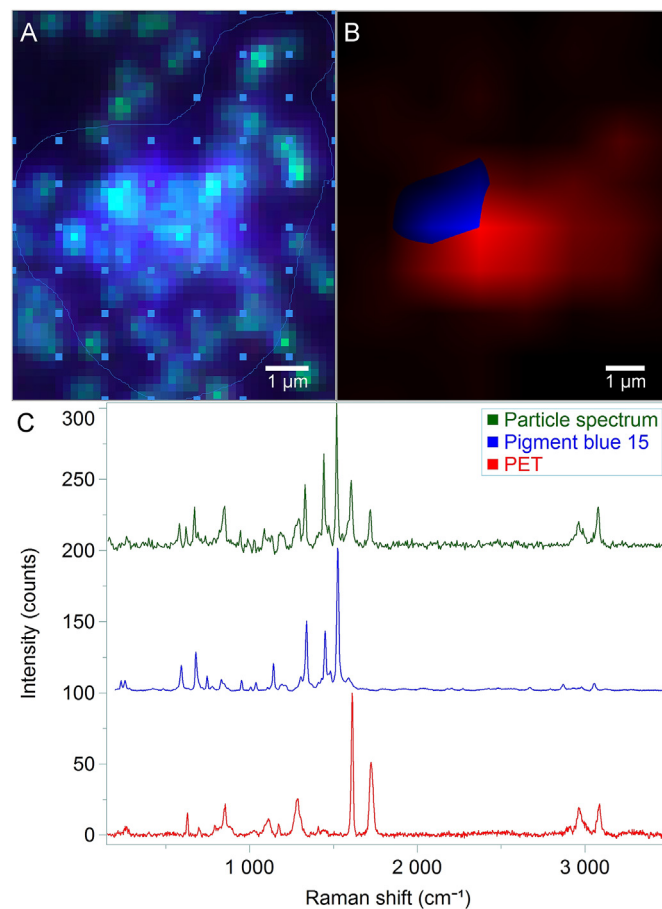 A
B
1 µm
1 µm
C
300
250
200
150
100
50
0
Intensity (counts)
Particle spectrum
Pigment blue 15
PET
1 000
2 000
3 000
Raman shift (cm⁻¹)